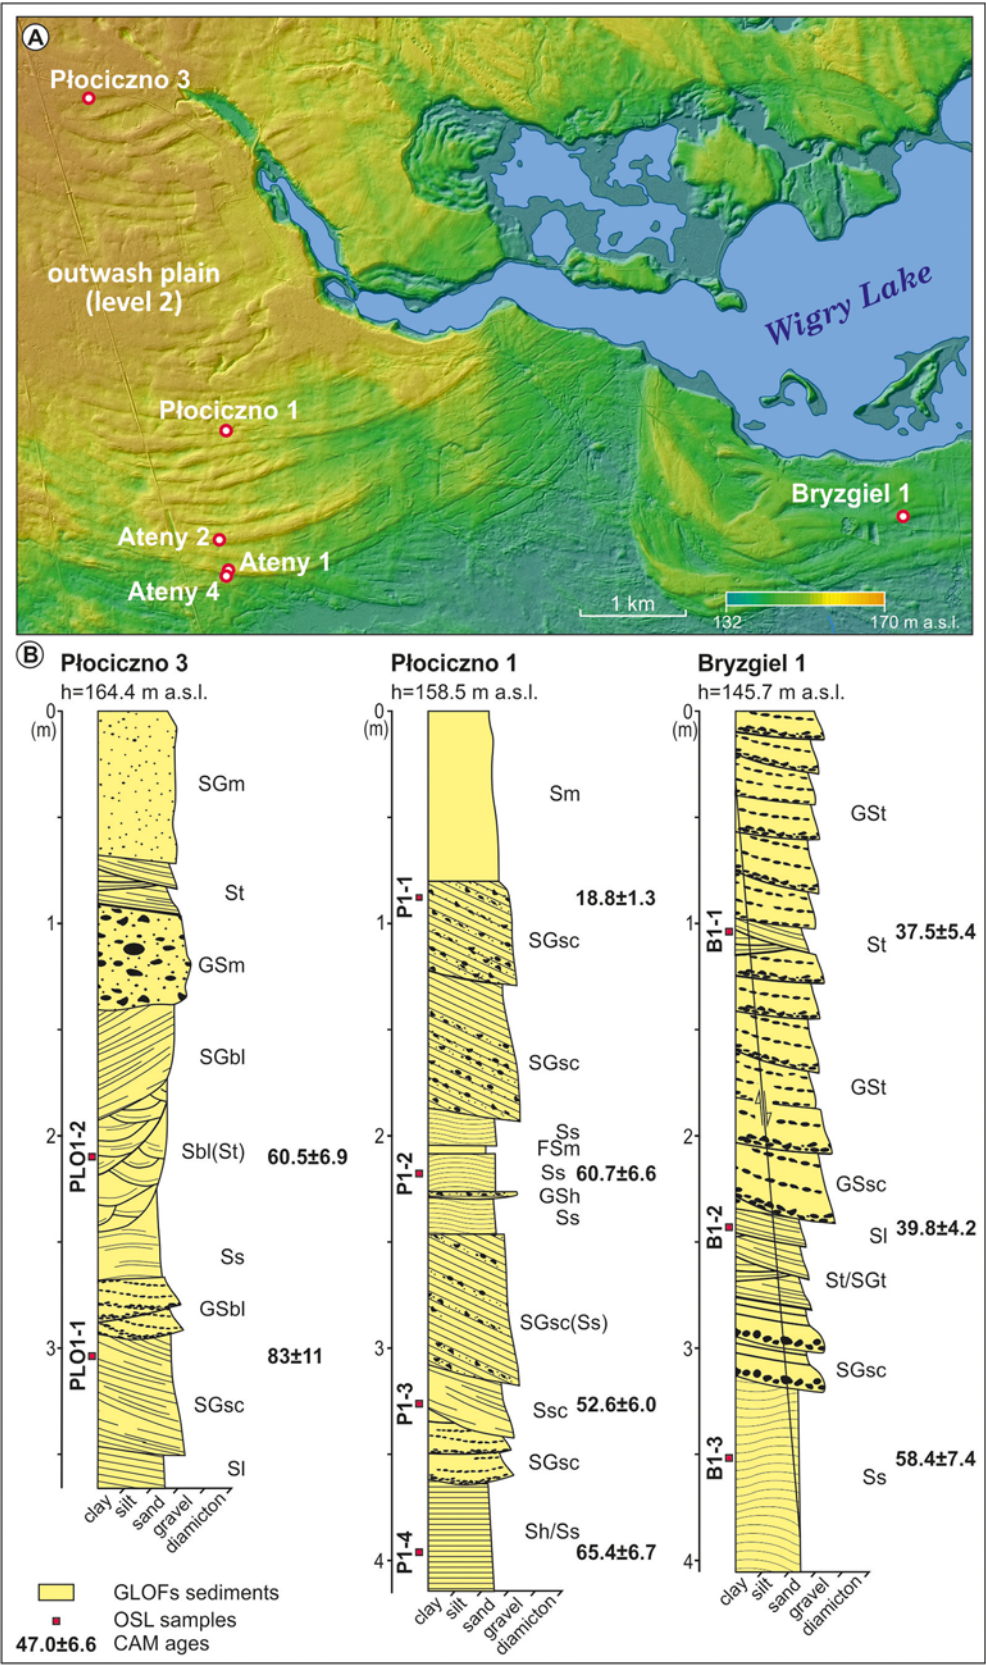 A
Płociczno 3
outwash plain
(level 2)
Wigry Lake
Płociczno 1
Bryzgiel 1
Ateny 2
Ateny 1
Ateny 4
1 km
132
170 m a.s.l.
B
Płociczno 3
h=164.4 m a.s.l.
0
(m)
SGm
St
1
GSm
SGbl
2
PLO1-2
Sbl(St)
60.5±6.9
Ss
GSbl
3
PLO1-1
83±11
SGsc
Sl
clay
silt
sand
gravel
diamicton
Płociczno 1
h=158.5 m a.s.l.
0
(m)
Sm
P1-1
18.8±1.3
1
SGsc
SGsc
2
Ss
FSm
P1-2
Ss
60.7±6.6
GSh
Ss
SGsc(Ss)
3
P1-3
Ssc
52.6±6.0
SGsc
Sh/Ss
P1-4
65.4±6.7
4
clay
silt
sand
gravel
diamicton
Bryzgiel 1
h=145.7 m a.s.l.
0
(m)
GSt
1
B1-1
St
37.5±5.4
GSt
2
GSsc
B1-2
Sl
39.8±4.2
St/SGt
3
SGsc
B1-3
58.4±7.4
Ss
4
clay
silt
sand
gravel
diamicton
GLOFs sediments
OSL samples
47.0±6.6 CAM ages